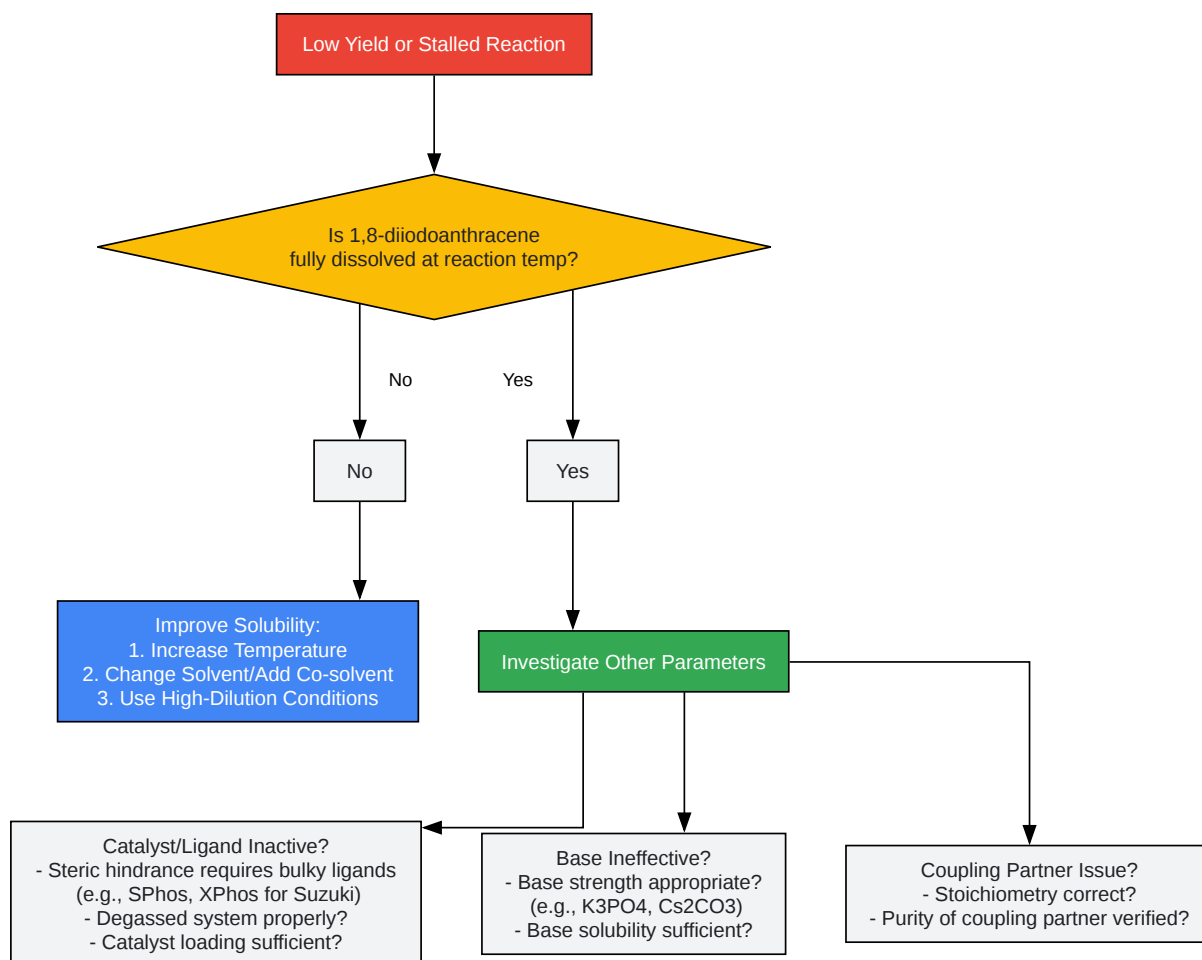 Low Yield or Stalled Reaction
Is 1,8-diiodoanthracene
fully dissolved at reaction temp?
No
Yes
No
Yes
Improve Solubility:
1. Increase Temperature
2. Change Solvent/Add Co-solvent
3. Use High-Dilution Conditions
Investigate Other Parameters
Catalyst/Ligand Inactive?
- Steric hindrance requires bulky ligands
(e.g., SPhos, XPhos for Suzuki)
- Degassed system properly?
- Catalyst loading sufficient?
Base Ineffective?
- Base strength appropriate?
(e.g., K3PO4, Cs2CO3)
- Base solubility sufficient?
Coupling Partner Issue?
- Stoichiometry correct?
- Purity of coupling partner verified?